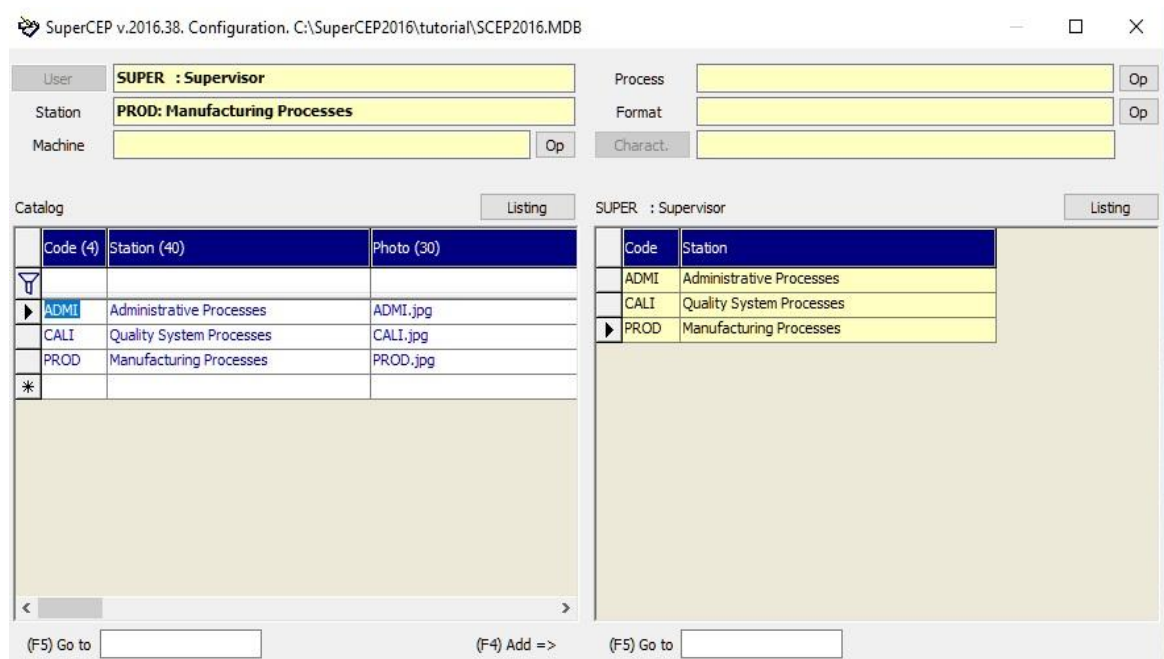 SuperCEP v.2016.38. Configuration. C:\SuperCEP2016\tutorial\SCEP2016.MDB
User SUPER : Supervisor Process Op
Station PROD: Manufacturing Processes Format Op
Machine Op Charact.
Catalog Listing SUPER : Supervisor Listing
Code (4) Station (40) Photo (30) Code Station
ADMI Administrative Processes
ADMI Administrative Processes ADMI.jpg CALI Quality System Processes
CALI Quality System Processes CALI.jpg PROD Manufacturing Processes
PROD Manufacturing Processes PROD.jpg
(F5) Go to (F4) Add => (F5) Go to